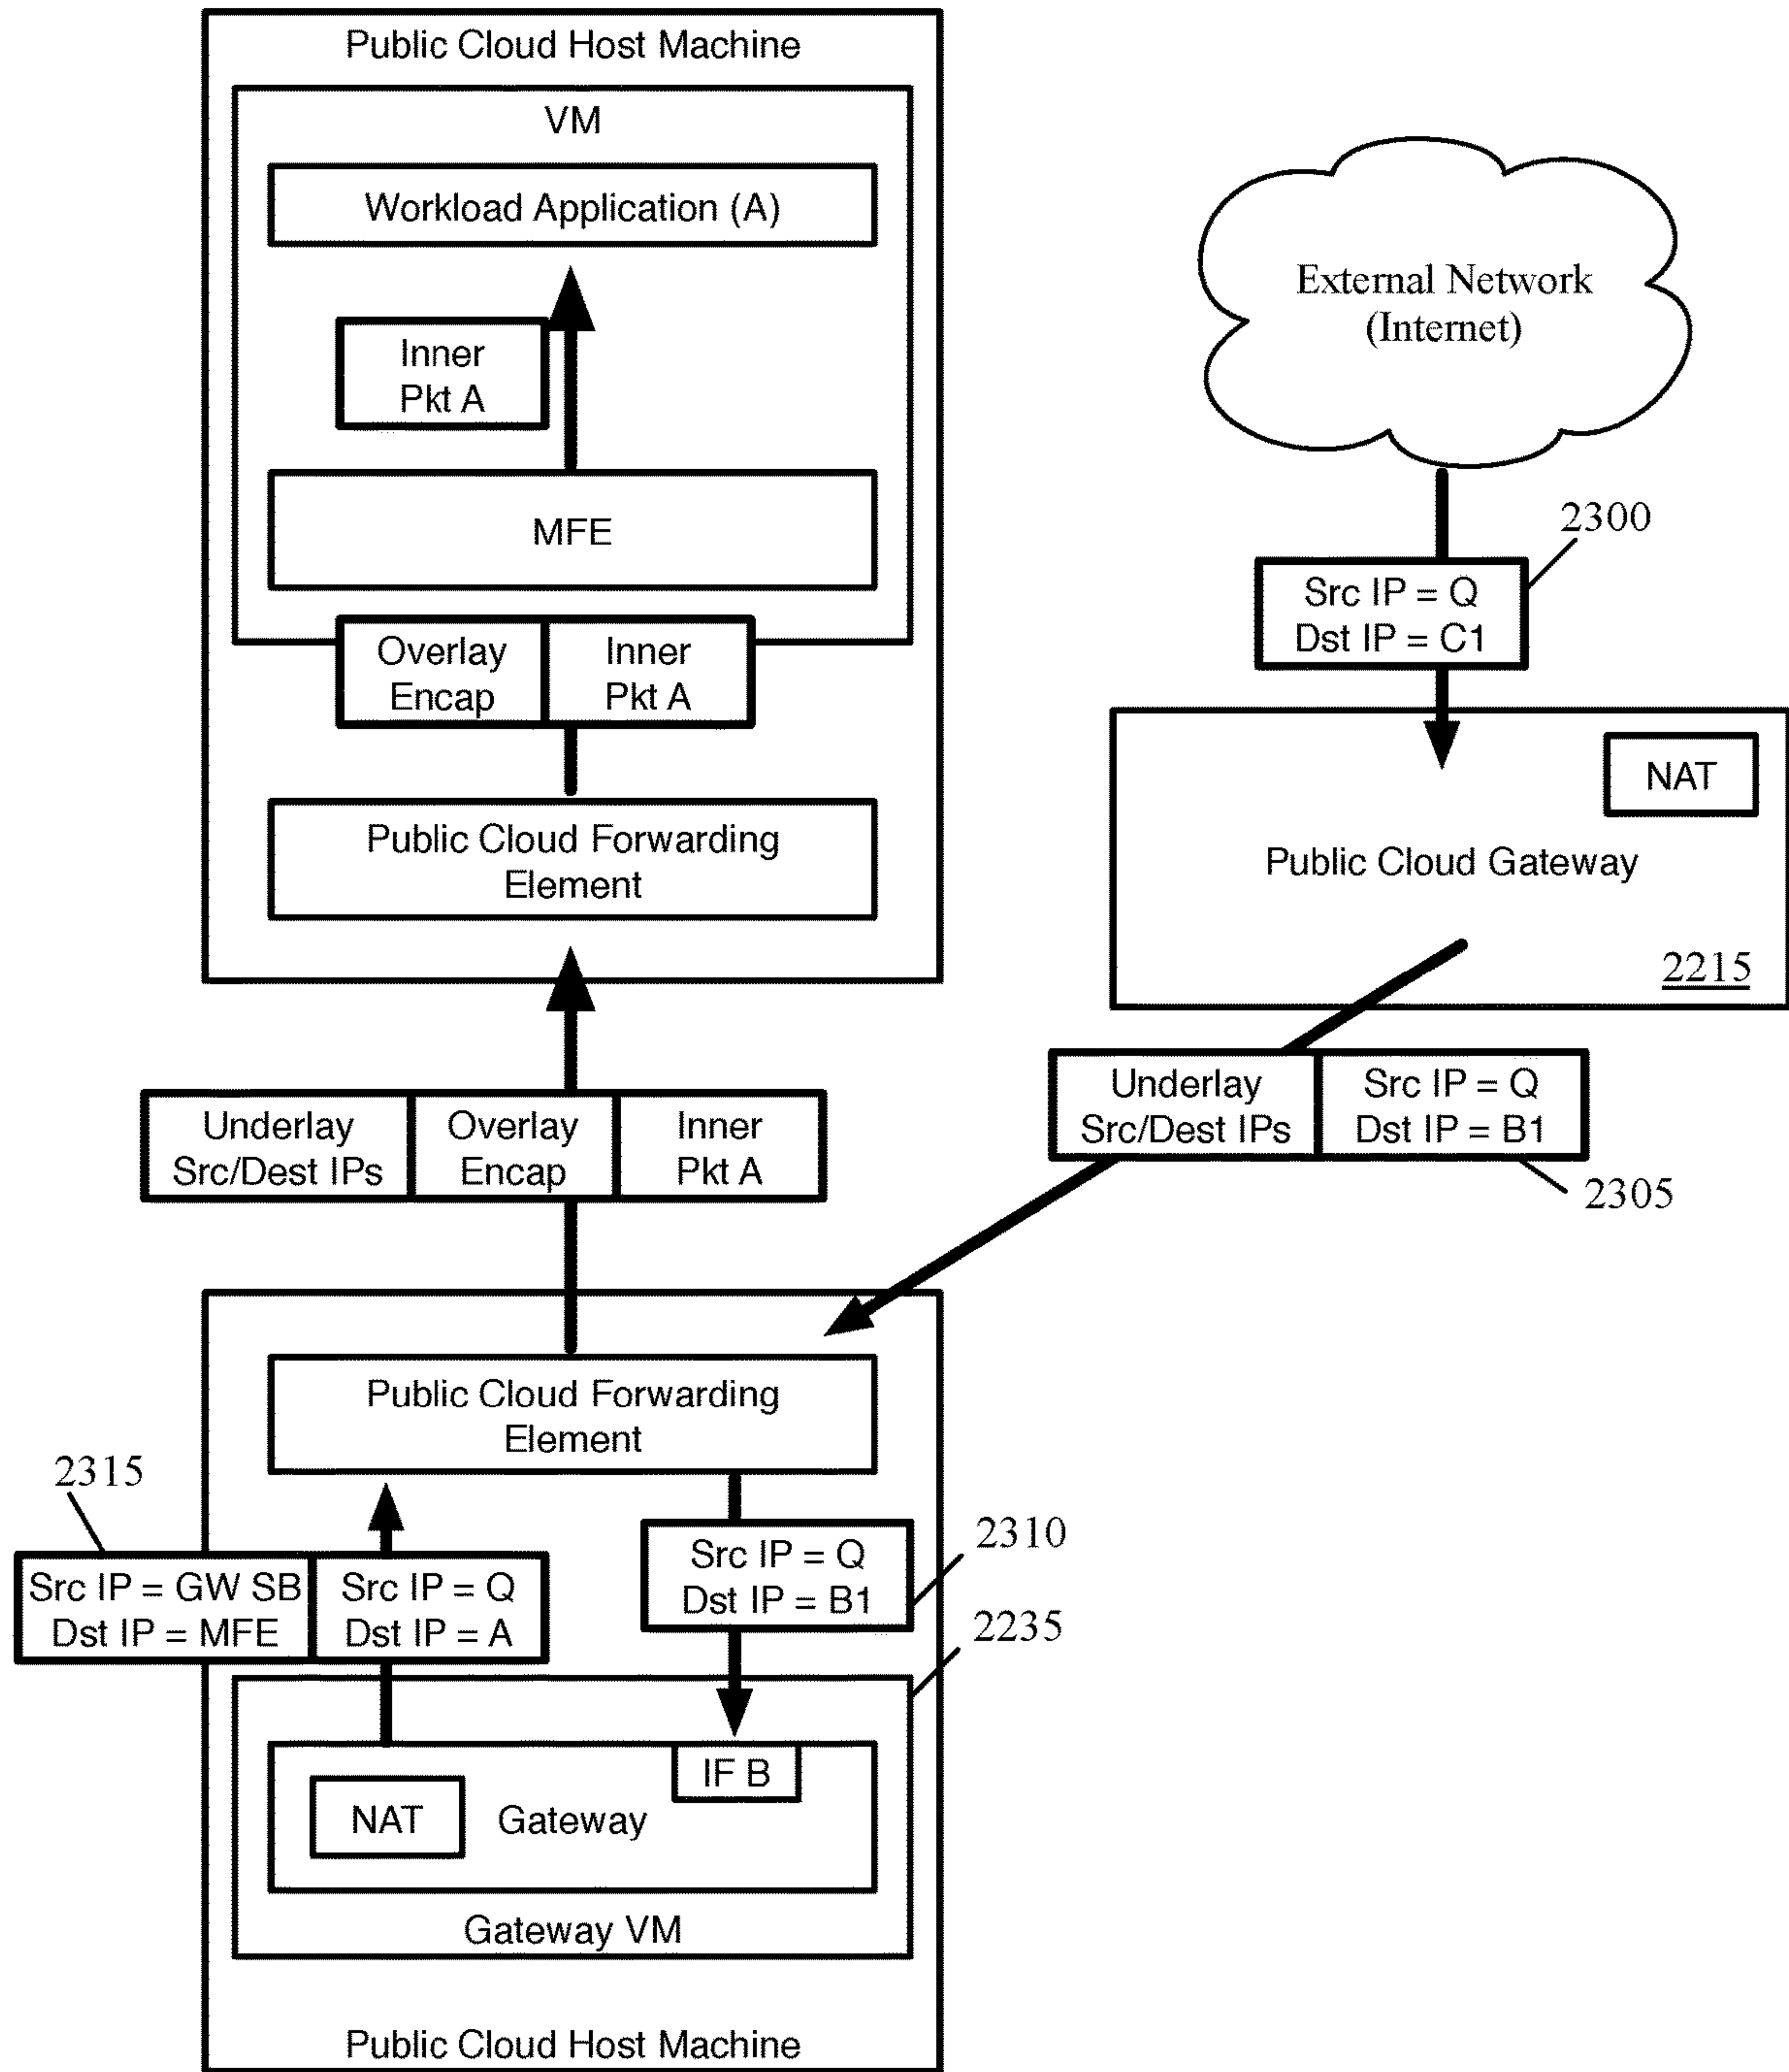 Public Cloud Host Machine
VM
Workload Application (A)
Inner
Pkt A
MFE
Overlay
Encap
Inner
Pkt A
Public Cloud Forwarding
Element
External Network
(Internet)
2300
Src IP = Q
Dst IP = C1
NAT
Public Cloud Gateway
2215
Underlay
Src/Dest IPs
Src IP = Q
Dst IP = B1
2305
Underlay
Src/Dest IPs
Overlay
Encap
Inner
Pkt A
Public Cloud Forwarding
Element
2315
Src IP = GW SB
Dst IP = MFE
Src IP = Q
Dst IP = A
Src IP = Q
Dst IP = B1
2310
2235
IF B
NAT
Gateway
Gateway VM
Public Cloud Host Machine